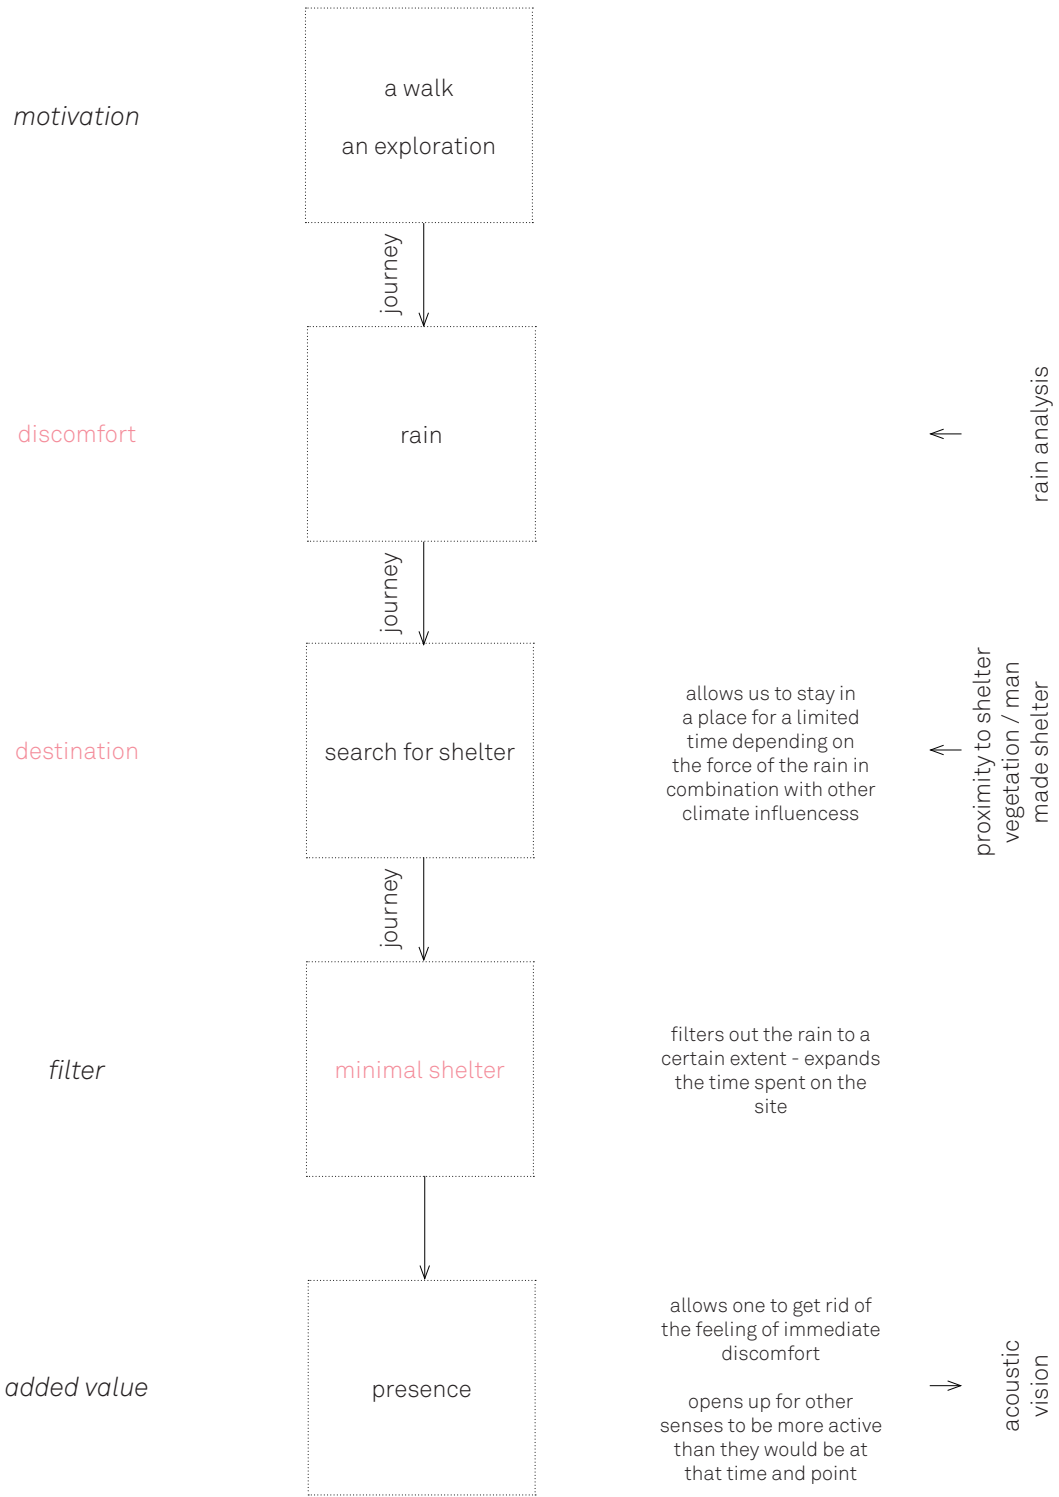 motivation
a walk
an exploration
journey
discomfort
rain
rain analysis
journey
destination
search for shelter
allows us to stay in
a place for a limited
time depending on
the force of the rain in
combination with other
climate influencess
proximity to shelter
vegetation / man
made shelter
journey
filter
minimal shelter
filters out the rain to a
certain extent - expands
the time spent on the
site
added value
presence
allows one to get rid of
the feeling of immediate
discomfort
opens up for other
senses to be more active
than they would be at
that time and point
acoustic
vision